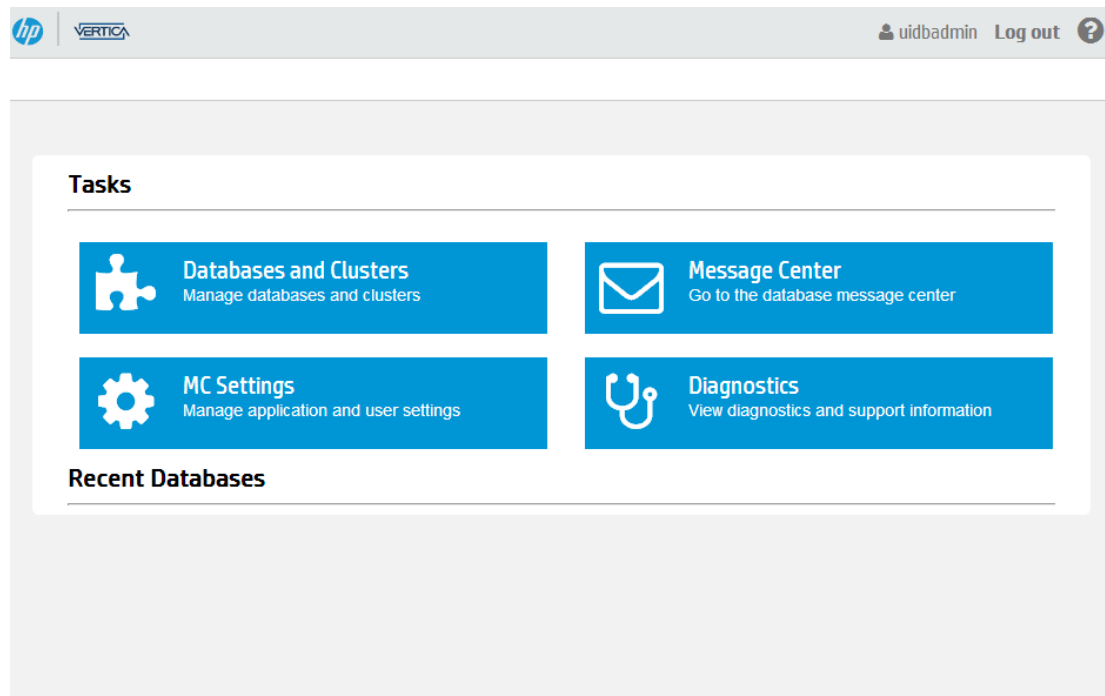 hp VERTICA uidbadmin Log out ?
Tasks
Databases and Clusters
Manage databases and clusters
Message Center
Go to the database message center
MC Settings
Manage application and user settings
Diagnostics
View diagnostics and support information
Recent Databases